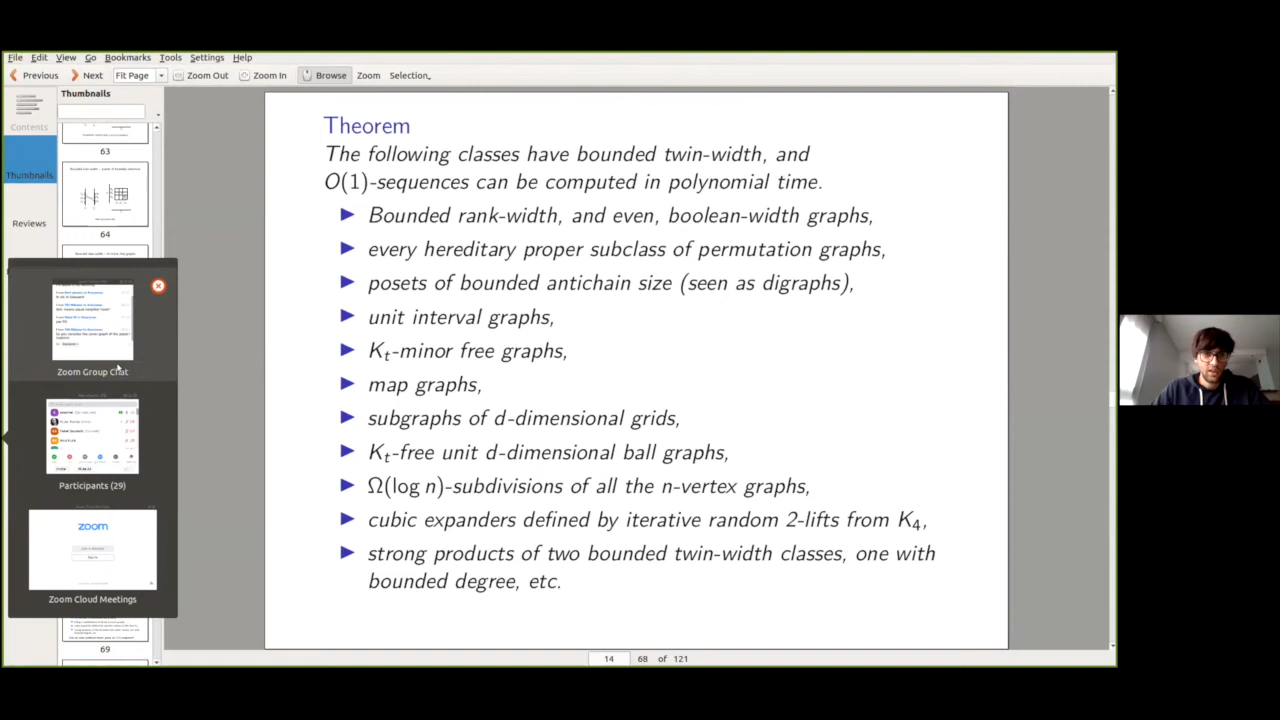 File Edit View Go Bookmarks Tools Settings Help
Previous Next Fit Page Zoom Out Zoom In Browse Zoom Selection
Thumbnails
Contents
Thumbnails
Reviews
63
64
Zoom Group Chat
Participants (29)
zoom
Zoom Cloud Meetings
69
Theorem
The following classes have bounded twin-width, and
O(1)-sequences can be computed in polynomial time.
▶ Bounded rank-width, and even, boolean-width graphs,
▶ every hereditary proper subclass of permutation graphs,
▶ posets of bounded antichain size (seen as digraphs),
▶ unit interval graphs,
▶ Kt-minor free graphs,
▶ map graphs,
▶ subgraphs of d-dimensional grids,
▶ Kt-free unit d-dimensional ball graphs,
▶ Ω(log n)-subdivisions of all the n-vertex graphs,
▶ cubic expanders defined by iterative random 2-lifts from K4,
▶ strong products of two bounded twin-width classes, one with
bounded degree, etc.
14 68 of 121